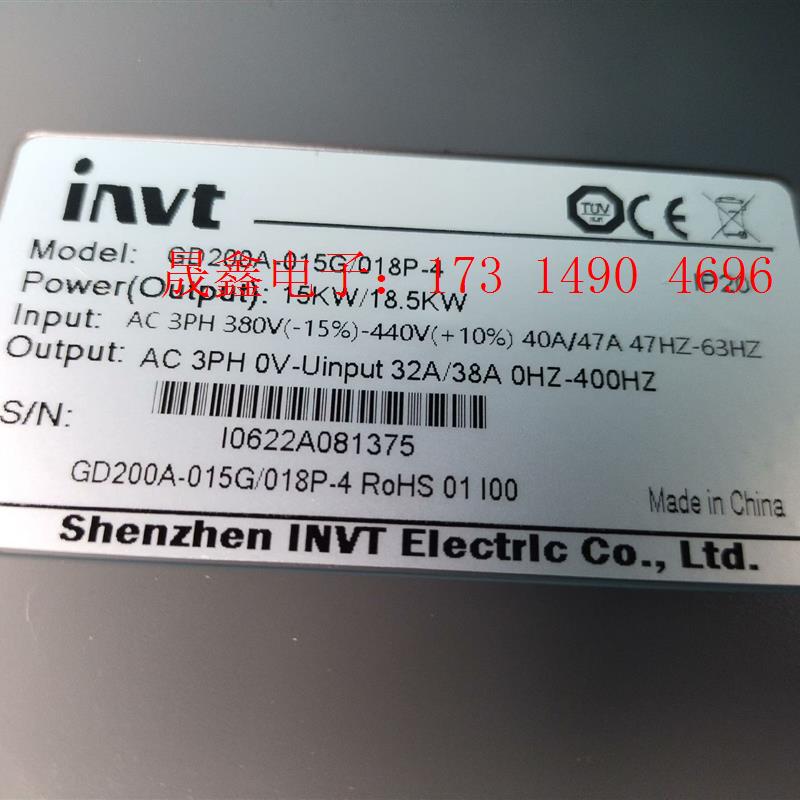 invt
TUV
CE
Model: GD200A-015G/018P-4
IP20
晟鑫电子：173 1490 4696
Power(Output): 15KW/18.5KW
Input: AC 3PH 380V(-15%)-440V(+10%) 40A/47A 47HZ-63HZ
Output: AC 3PH 0V-Uinput 32A/38A 0HZ-400HZ
S/N:
I0622A081375
GD200A-015G/018P-4 RoHS 01 I00
Made in China
Shenzhen INVT Electric Co., Ltd.